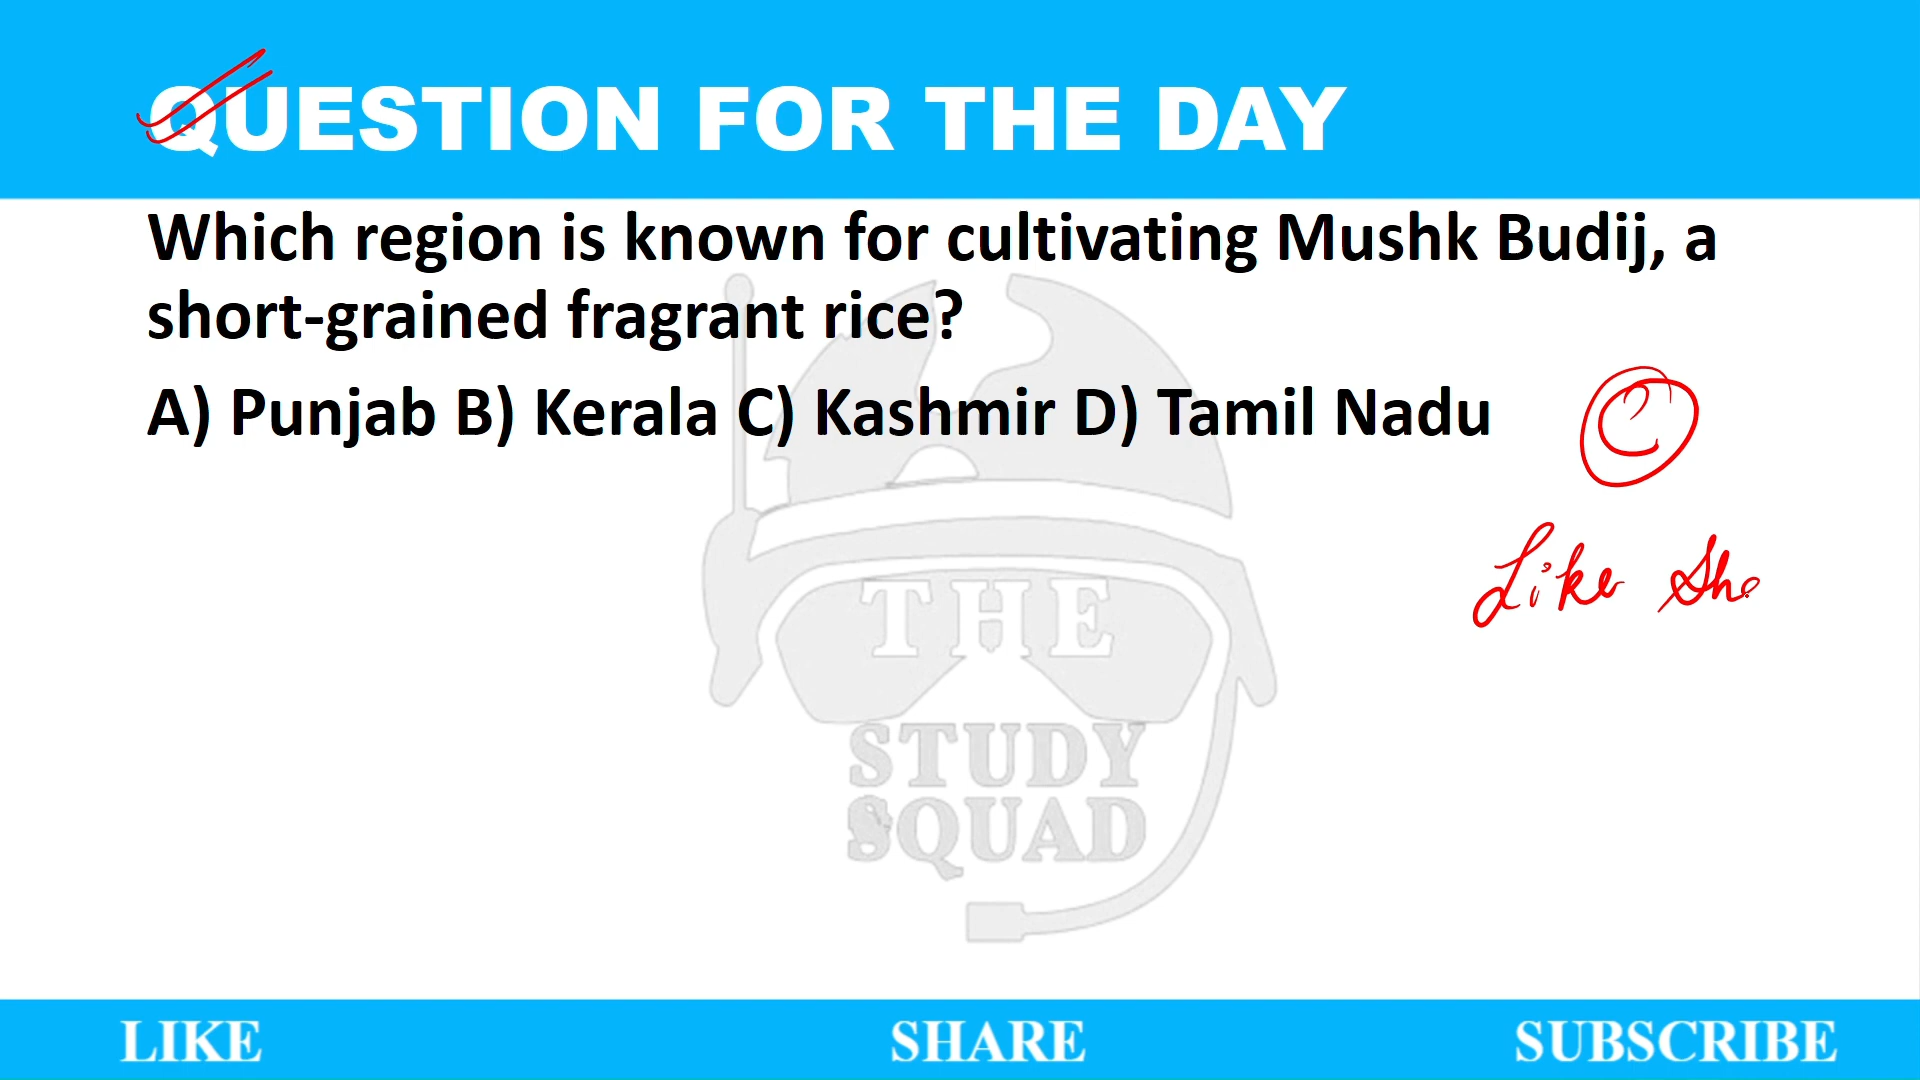 QUESTION FOR THE DAY
Which region is known for cultivating Mushk Budij, a
short-grained fragrant rice?
A) Punjab B) Kerala C) Kashmir D) Tamil Nadu
C
Like Sha
THE
STUDY
SQUAD
LIKE SHARE SUBSCRIBE